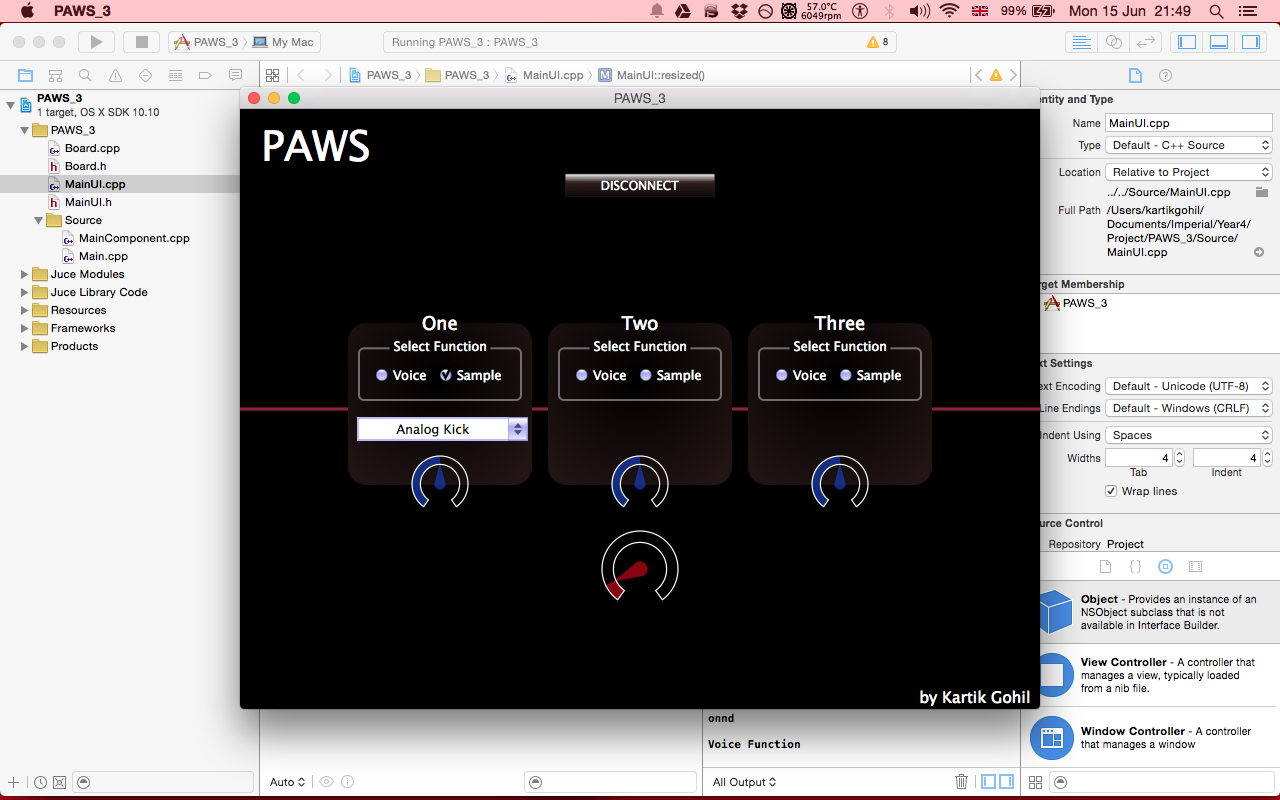 PAWS_3
57.0°C
6049rpm
99%
Mon 15 Jun 21:49
PAWS_3
My Mac
Running PAWS_3 : PAWS_3
8
PAWS_3
PAWS_3
MainUI.cpp
M
MainUI::resized()
PAWS_3
1 target, OS X SDK 10.10
PAWS_3
Board.cpp
Board.h
MainUI.cpp
MainUI.h
Source
MainComponent.cpp
Main.cpp
Juce Modules
Juce Library Code
Resources
Frameworks
Products
PAWS_3
PAWS
DISCONNECT
One
Select Function
Voice
Sample
Analog Kick
Two
Select Function
Voice
Sample
Three
Select Function
Voice
Sample
by Kartik Gohil
entity and Type
Name MainUI.cpp
Type Default - C++ Source
Location Relative to Project
../../Source/MainUI.cpp
Full Path /Users/kartikgohil/
Documents/Imperial/Year4/
Project/PAWS_3/Source/
MainUI.cpp
rget Membership
PAWS_3
xt Settings
ext Encoding Default - Unicode (UTF-8)
Line Endings Default - Windows (CRLF)
Indent Using Spaces
Widths 4 4
Tab Indent
Wrap lines
urce Control
Repository Project
Object - Provides an instance of an
NSObject subclass that is not
available in Interface Builder.
View Controller - A controller that
manages a view, typically loaded
from a nib file.
Window Controller - A controller
that manages a window
onnd
Voice Function
Auto
All Output